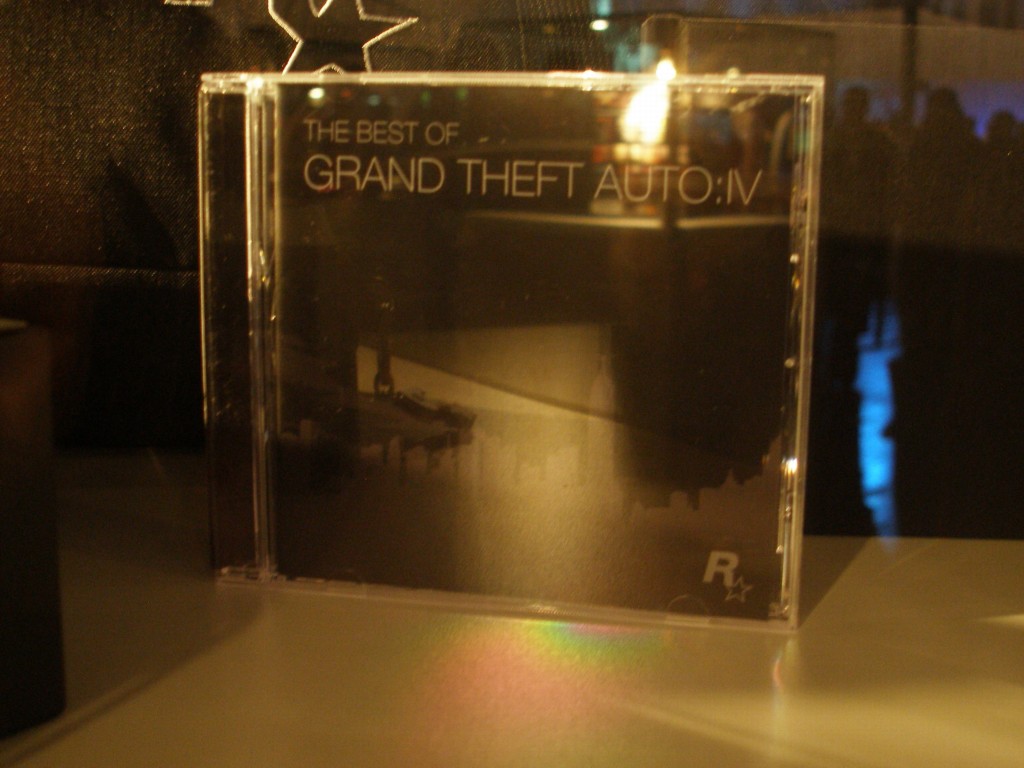 THE BEST OF
GRAND THEFT AUTO:IV
R